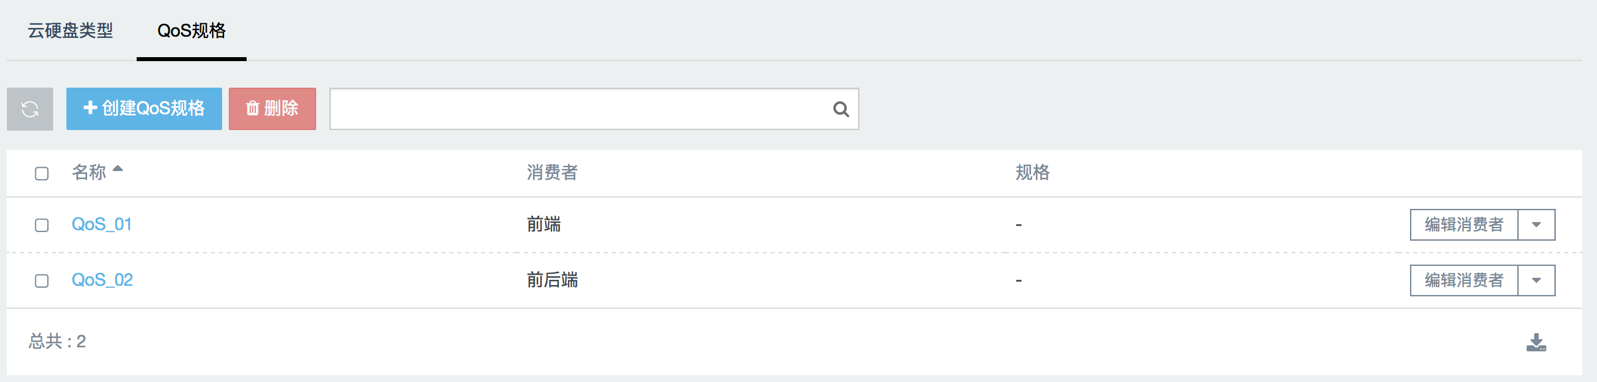 云硬盘类型 QoS规格
创建QoS规格 删除
名称 消费者 规格
QoS_01 前端 - 编辑消费者
QoS_02 前后端 - 编辑消费者
总共 : 2